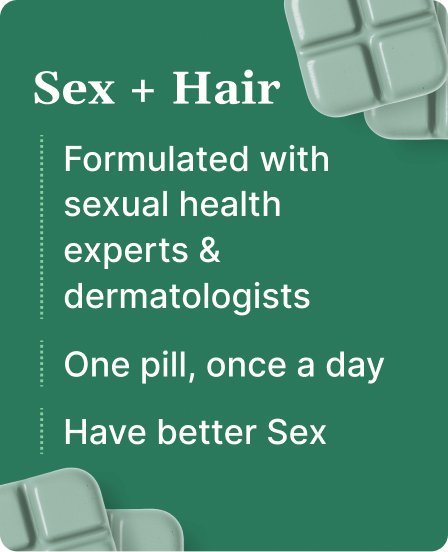 Sex + Hair
Formulated with
sexual health
experts &
dermatologists
One pill, once a day
Have better Sex